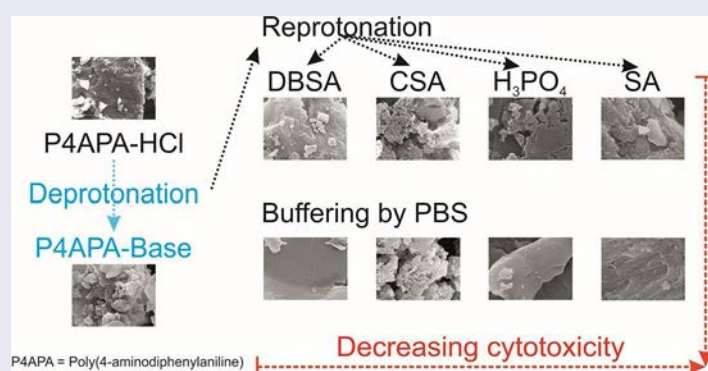 Reprotonation
DBSA CSA H₃PO₄ SA
P4APA-HCl
Deprotonation
P4APA-Base
Buffering by PBS
Decreasing cytotoxicity
P4APA = Poly(4-aminodiphenylaniline)